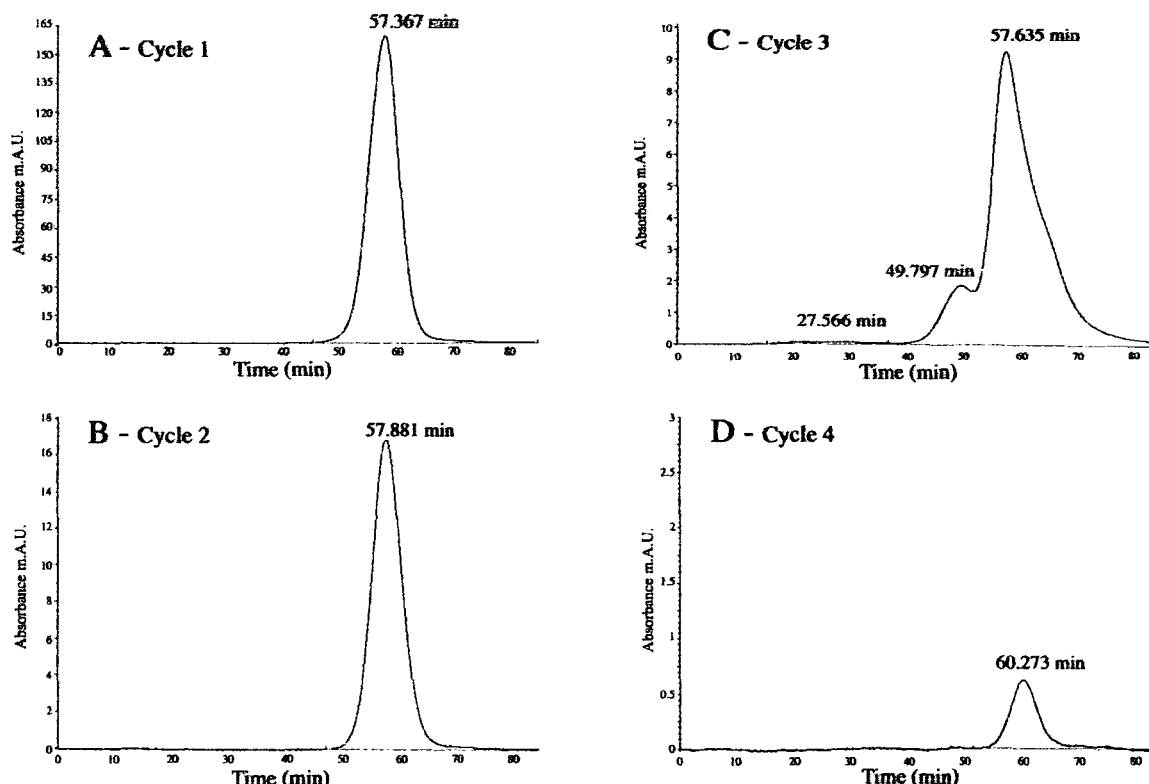 A - Cycle 1
57.367 min
165
150
135
120
105
90
75
60
45
30
15
0
Absorbance m.A.U.
0 10 20 30 40 50 60 70 80
Time (min)
C - Cycle 3
57.635 min
49.797 min
27.566 min
10
9
8
7
6
5
4
3
2
1
0
Absorbance m.A.U.
0 10 20 30 40 50 60 70 80
Time (min)
B - Cycle 2
57.881 min
18
16
14
12
10
8
6
4
2
0
Absorbance m.A.U.
0 10 20 30 40 50 60 70 80
Time (min)
D - Cycle 4
60.273 min
3
2.5
2
1.5
1
0.5
0
Absorbance m.A.U.
0 10 20 30 40 50 60 70 80
Time (min)